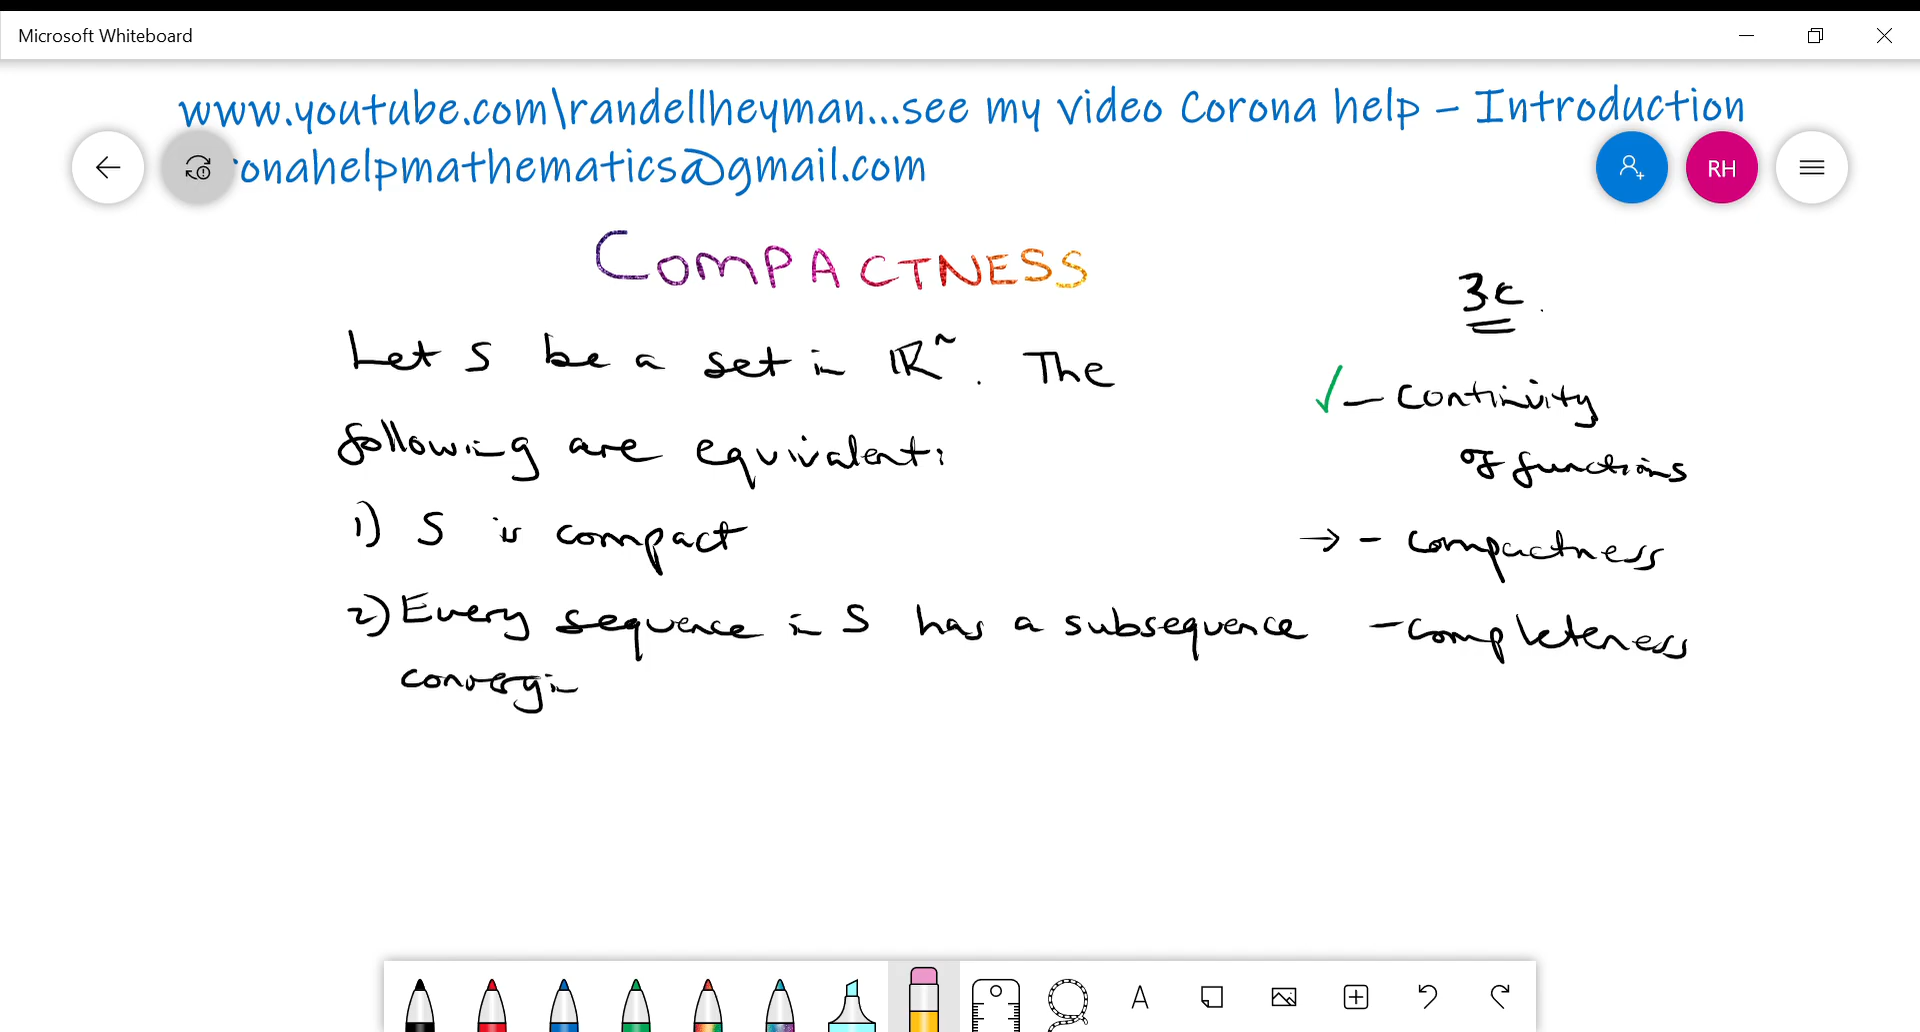 Microsoft Whiteboard
www.youtube.com\randellheyman...see my video Corona help - Introduction
onahelpmathematics@gmail.com
RH
COMPACTNESS
3c
Let S be a set in ℝⁿ. The
✓ - continuity
following are equivalent:
of functions
1) S is compact
→ - compactness
2) Every sequence in S has a subsequence
- completeness
convergin
A